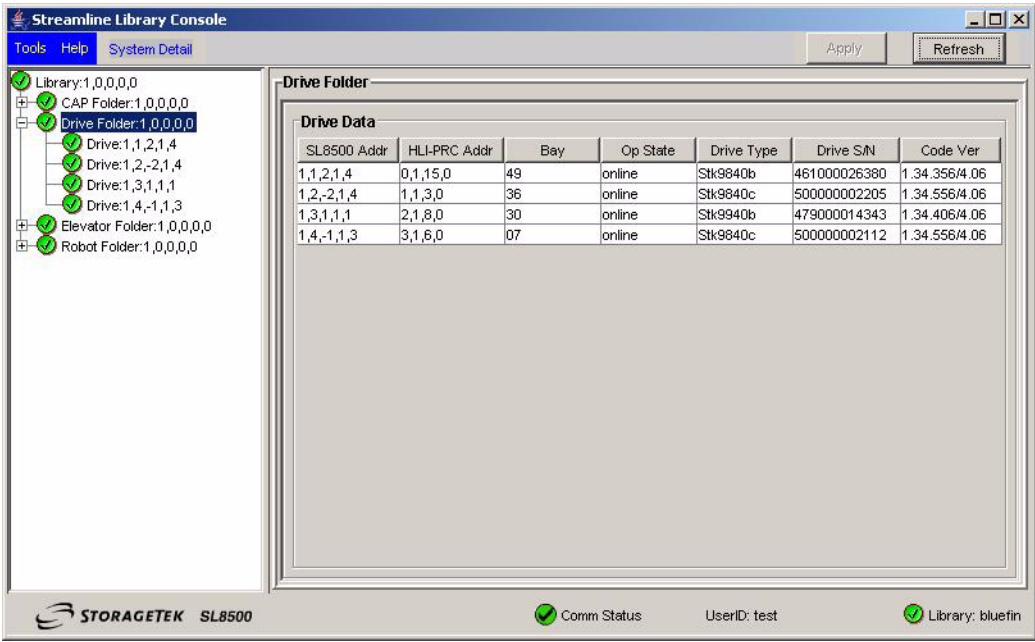 Streamline Library Console
Tools Help System Detail Apply Refresh
Library:1,0,0,0,0
CAP Folder:1,0,0,0,0
Drive Folder:1,0,0,0,0
Drive:1,1,2,1,4
Drive:1,2,-2,1,4
Drive:1,3,1,1,1
Drive:1,4,-1,1,3
Elevator Folder:1,0,0,0,0
Robot Folder:1,0,0,0,0
Drive Folder
Drive Data
SL8500 Addr HLI-PRC Addr Bay Op State Drive Type Drive S/N Code Ver
1,1,2,1,4 0,1,15,0 49 online Stk9840b 461000026380 1.34.356/4.06
1,2,-2,1,4 1,1,3,0 36 online Stk9840c 500000002205 1.34.556/4.06
1,3,1,1,1 2,1,8,0 30 online Stk9940b 479000014343 1.34.406/4.06
1,4,-1,1,3 3,1,6,0 07 online Stk9840c 500000002112 1.34.556/4.06
STORAGETEK SL8500 Comm Status UserID: test Library: bluefin